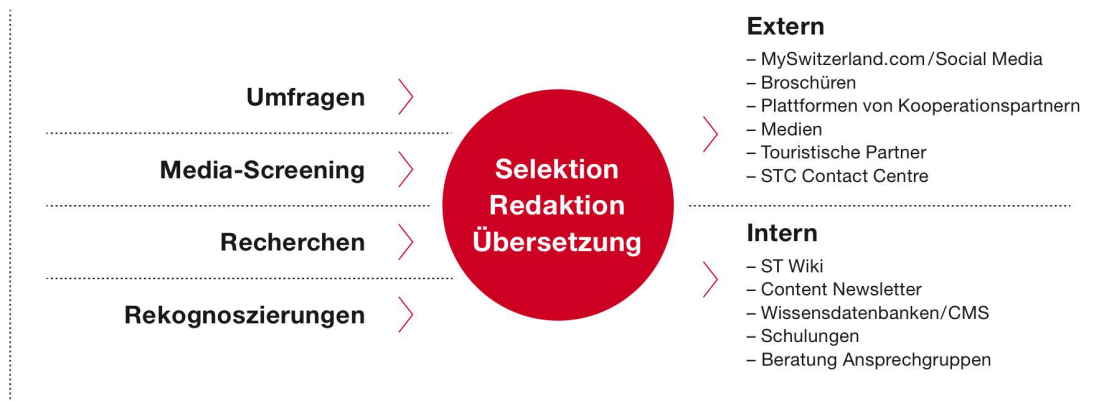 Umfragen
Media-Screening
Recherchen
Rekognoszierungen
Selektion
Redaktion
Übersetzung
Extern
– MySwitzerland.com/Social Media
– Broschüren
– Plattformen von Kooperationspartnern
– Medien
– Touristische Partner
– STC Contact Centre
Intern
– ST Wiki
– Content Newsletter
– Wissensdatenbanken/CMS
– Schulungen
– Beratung Ansprechgruppen